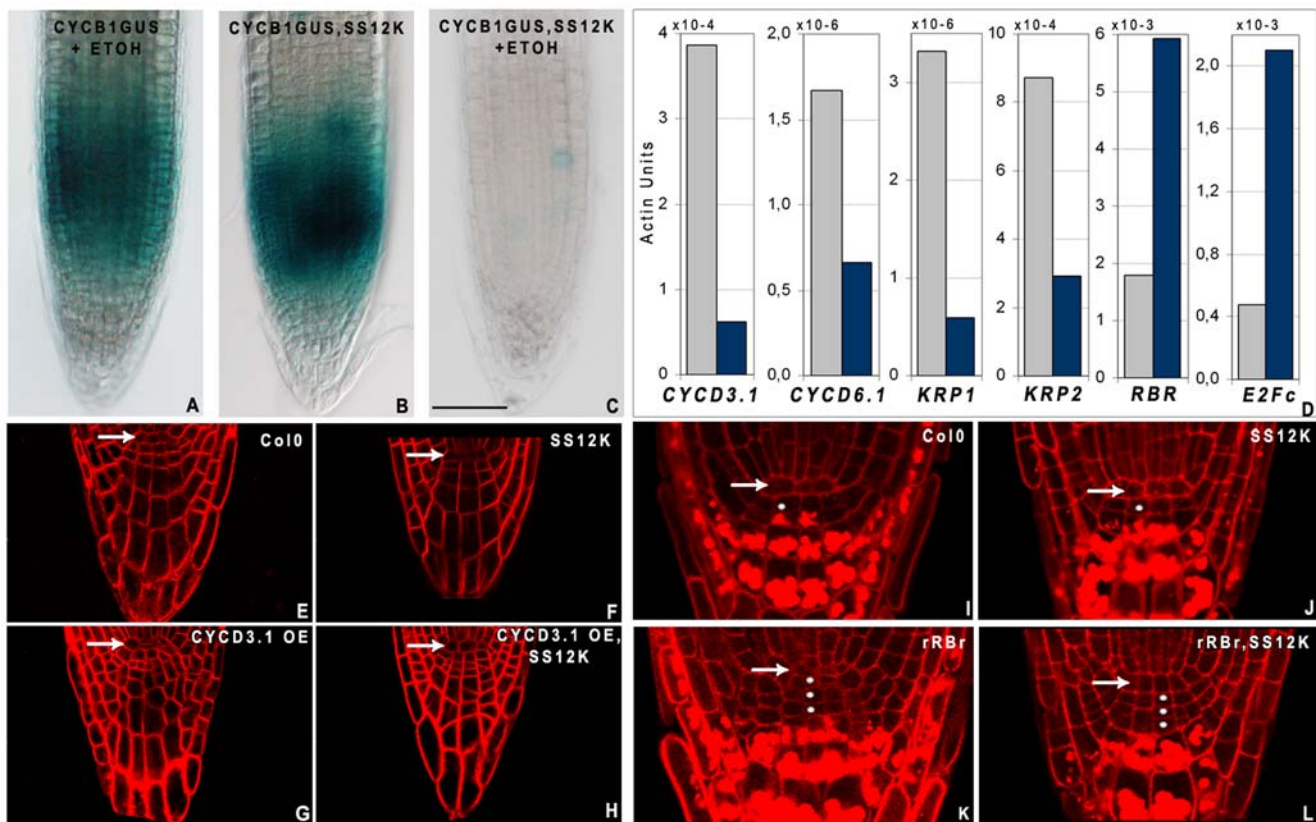 CYCB1GUS
+ ETOH
A
CYCB1GUS,SS12K
B
CYCB1GUS,SS12K
+ETOH
C
Actin Units
x10-4
4
3
2
1
0
CYCD3.1
x10-6
2,0
1,5
1,0
0,5
0,0
CYCD6.1
x10-6
3
2
1
0
KRP1
x10-4
10
8
6
4
2
0
KRP2
x10-3
6
5
4
3
2
1
0
RBR
x10-3
2,0
1,6
1,2
0,8
0,4
0,0
E2Fc
D
Col0
E
SS12K
F
CYCD3.1 OE
G
CYCD3.1 OE,
SS12K
H
Col0
I
SS12K
J
rRBr
K
rRBr,SS12K
L